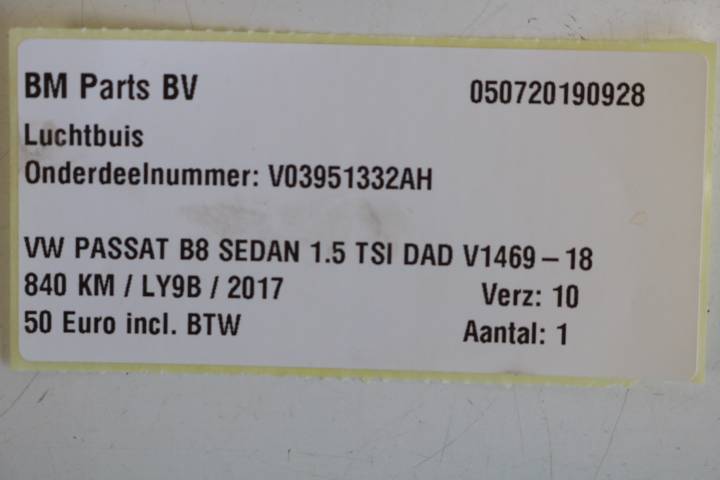 BM Parts BV 050720190928
Luchtbuis
Onderdeelnummer: V03951332AH
VW PASSAT B8 SEDAN 1.5 TSI DAD V1469-18
840 KM / LY9B / 2017 Verz: 10
50 Euro incl. BTW Aantal: 1